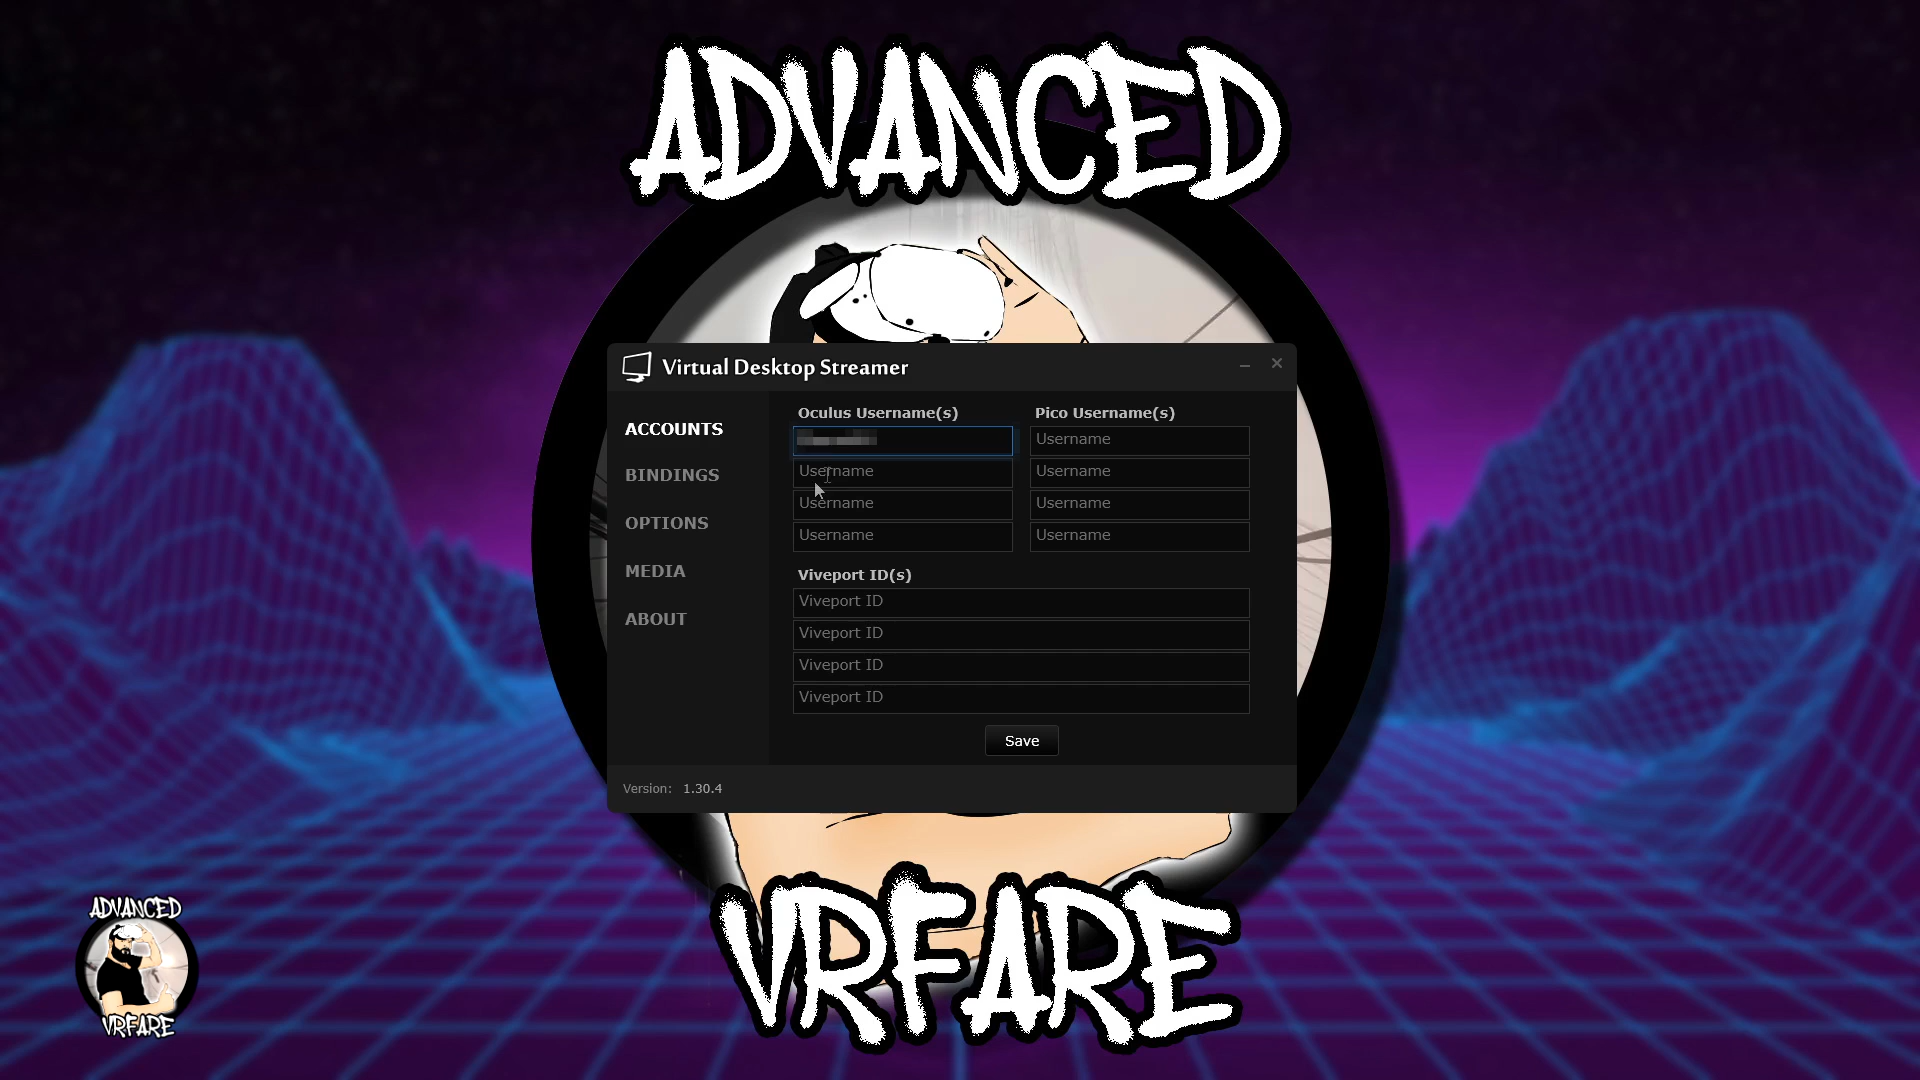 ADVANCED
Virtual Desktop Streamer
ACCOUNTS
BINDINGS
OPTIONS
MEDIA
ABOUT
Oculus Username(s)
Username
Username
Username
Pico Username(s)
Username
Username
Username
Username
Viveport ID(s)
Viveport ID
Viveport ID
Viveport ID
Viveport ID
Save
Version: 1.30.4
VRFARE
ADVANCED
VRFARE